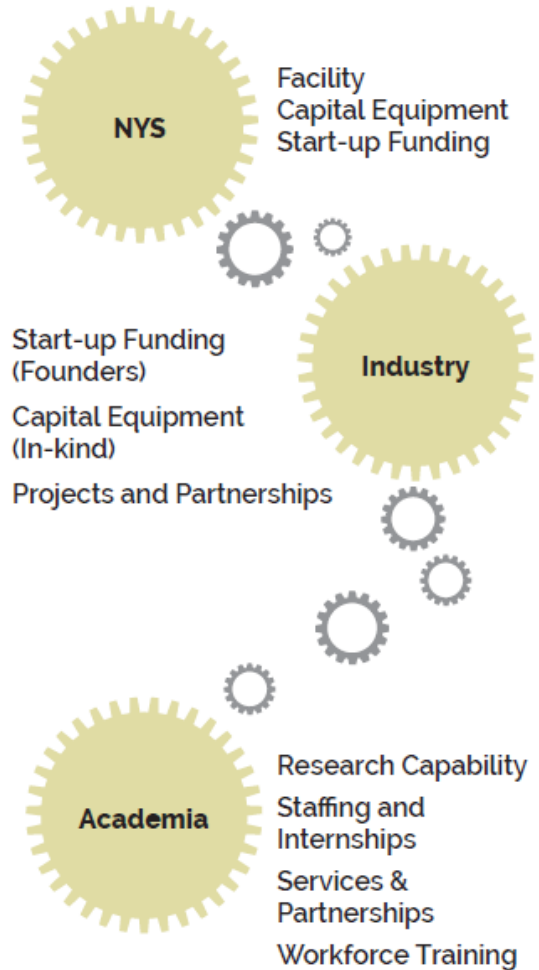 NYS
Facility
Capital Equipment
Start-up Funding
Start-up Funding
(Founders)
Capital Equipment
(In-kind)
Projects and Partnerships
Industry
Academia
Research Capability
Staffing and
Internships
Services &
Partnerships
Workforce Training